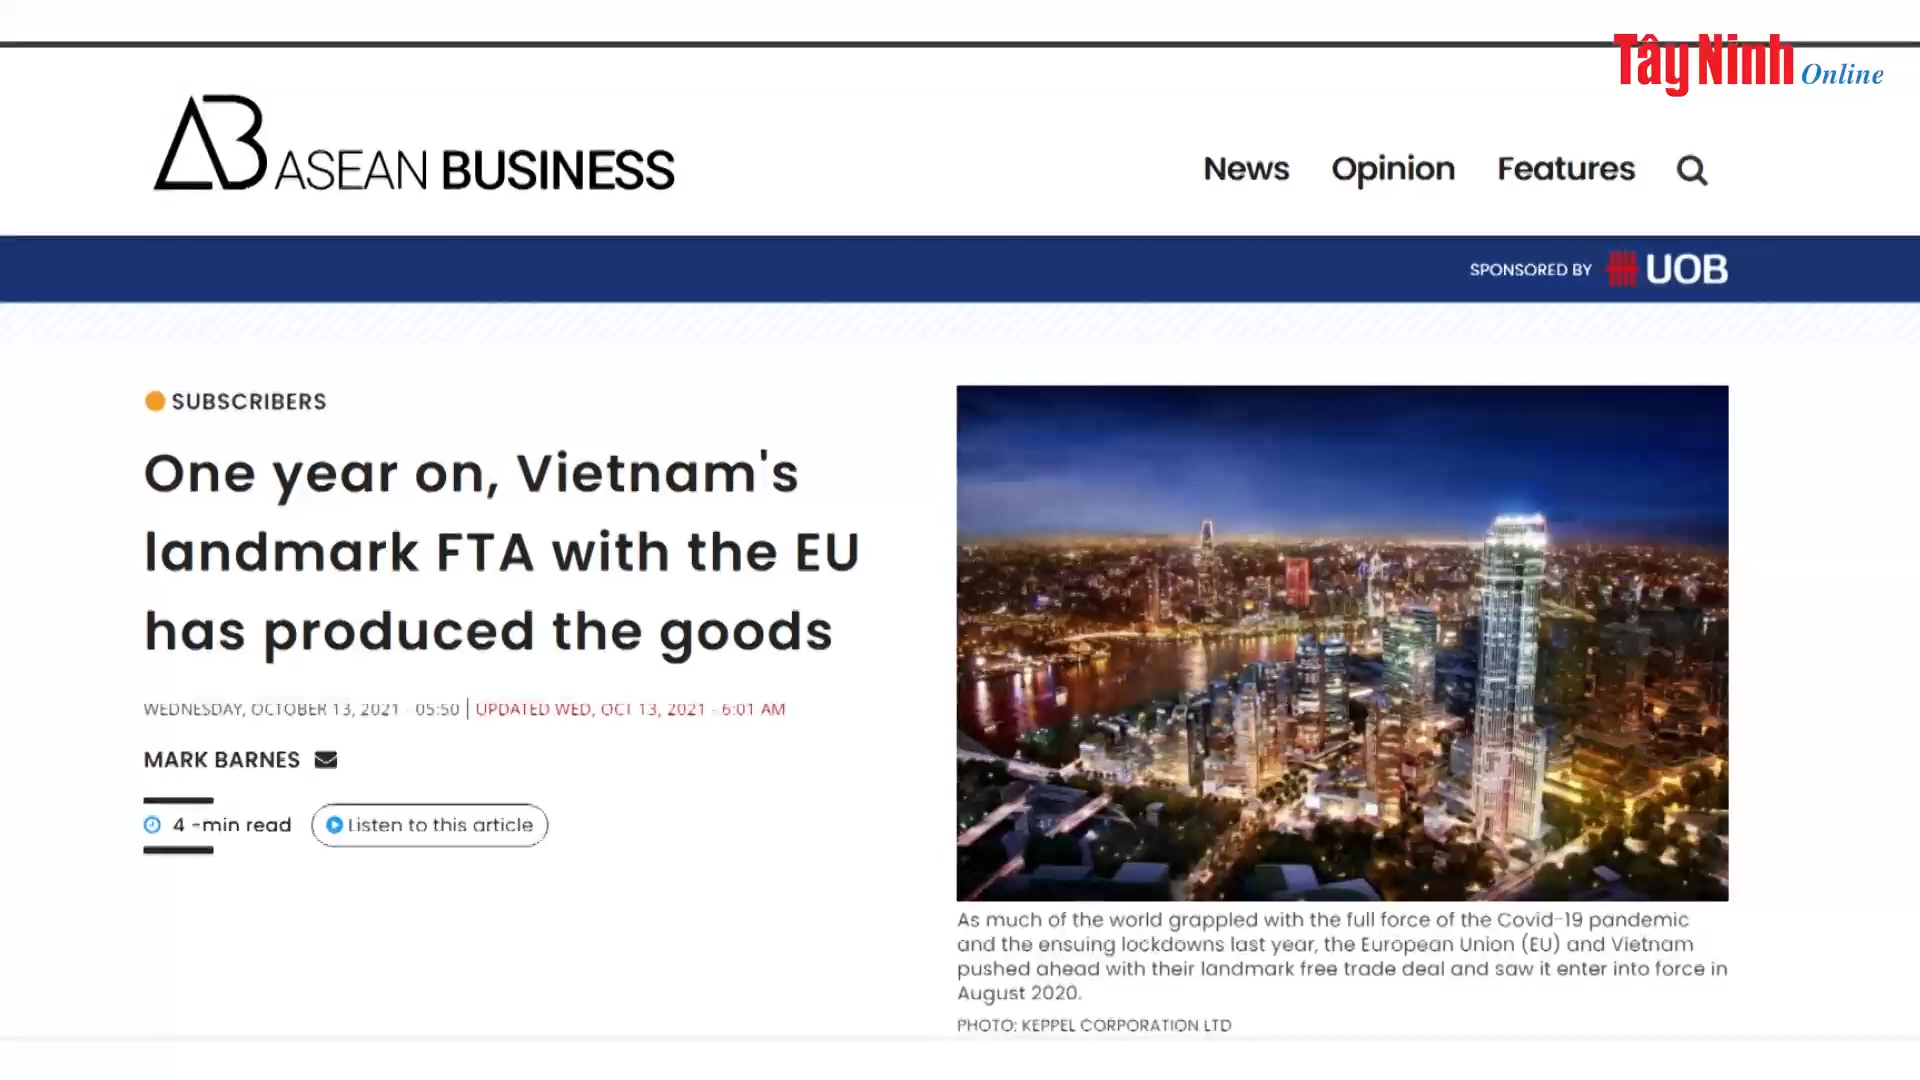 Tây Ninh Online
AB ASEAN BUSINESS
News Opinion Features
SPONSORED BY UOB
SUBSCRIBERS
One year on, Vietnam's
landmark FTA with the EU
has produced the goods
WEDNESDAY, OCTOBER 13, 2021 - 05:50 | UPDATED WED, OCT 13, 2021 - 6:01 AM
MARK BARNES
4 -min read Listen to this article
As much of the world grappled with the full force of the Covid-19 pandemic
and the ensuing lockdowns last year, the European Union (EU) and Vietnam
pushed ahead with their landmark free trade deal and saw it enter into force in
August 2020.
PHOTO: KEPPEL CORPORATION LTD